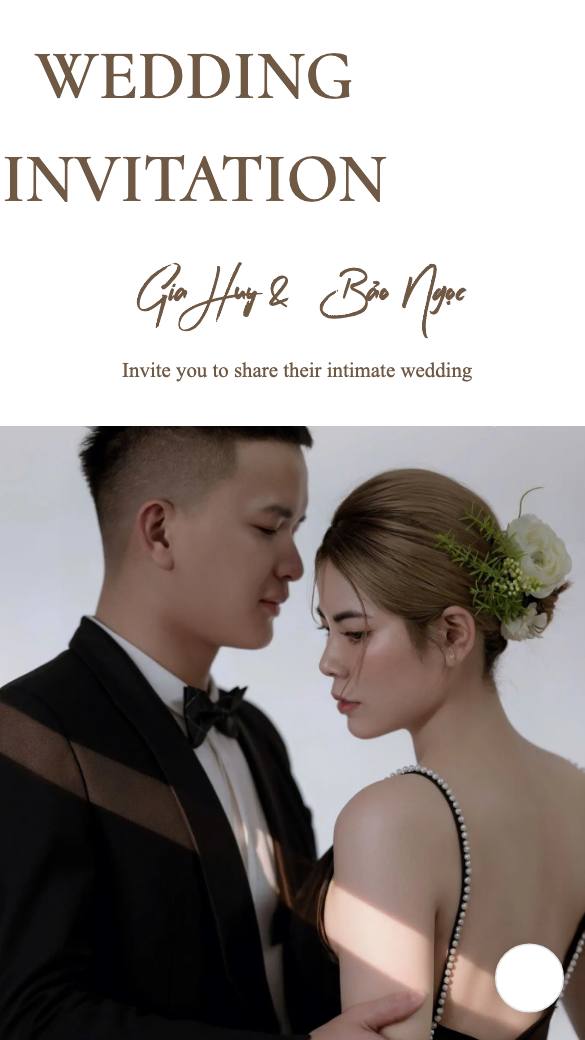 WEDDING
INVITATION
Gia Huy & Bảo Ngọc
Invite you to share their intimate wedding